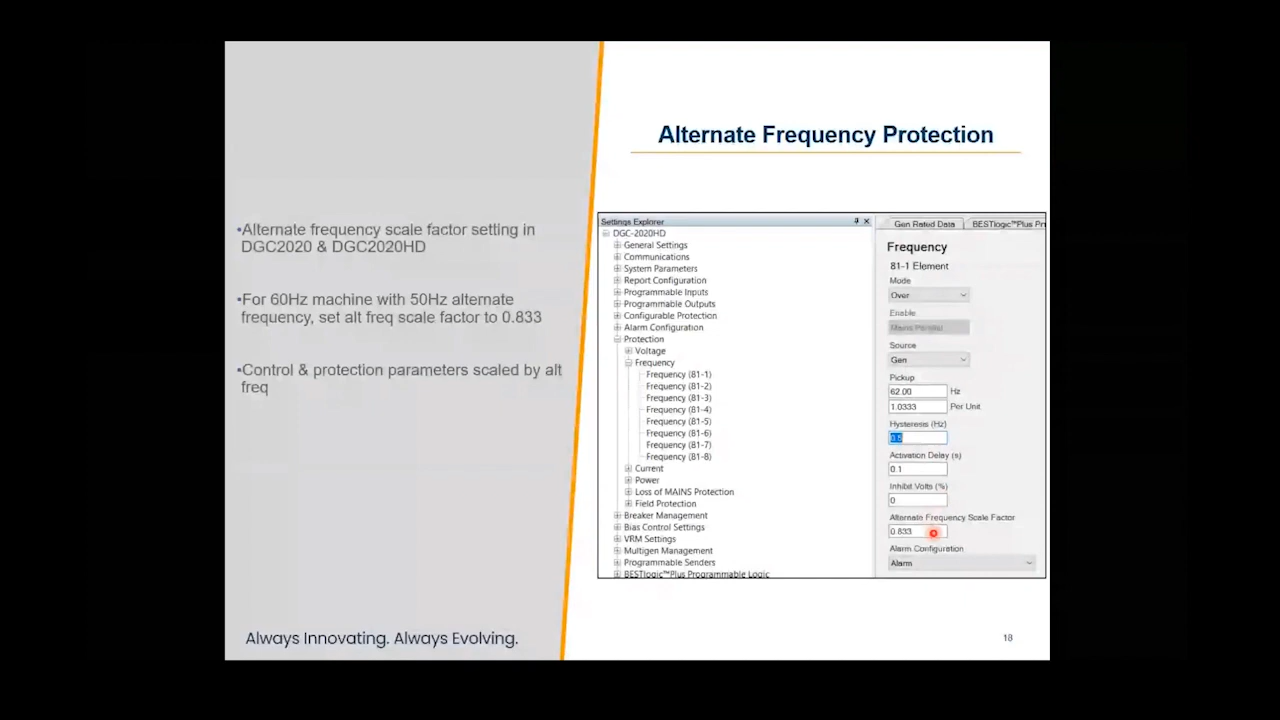 Alternate Frequency Protection
•Alternate frequency scale factor setting in
DGC2020 & DGC2020HD
•For 60Hz machine with 50Hz alternate
frequency, set alt freq scale factor to 0.833
•Control & protection parameters scaled by alt
freq
Settings Explorer
DGC-2020HD
General Settings
Communications
System Parameters
Report Configuration
Programmable Inputs
Programmable Outputs
Configurable Protection
Alarm Configuration
Protection
Voltage
Frequency
Frequency (81-1)
Frequency (81-2)
Frequency (81-3)
Frequency (81-4)
Frequency (81-5)
Frequency (81-6)
Frequency (81-7)
Frequency (81-8)
Current
Power
Loss of MAINS Protection
Field Protection
Breaker Management
Bias Control Settings
VRM Settings
Multigen Management
Programmable Senders
BESTlogic™Plus Programmable Logic
Gen Rated Data
BESTlogic™Plus Pr
Frequency
81-1 Element
Mode
Over
Enable
Source
Gen
Pickup
62.00 Hz
1.0333 Per Unit
Hysteresis (Hz)
0.5
Activation Delay (s)
0.1
Inhibit Volts (%)
0
Alternate Frequency Scale Factor
0.833
Alarm Configuration
Alarm
Always Innovating. Always Evolving.
18